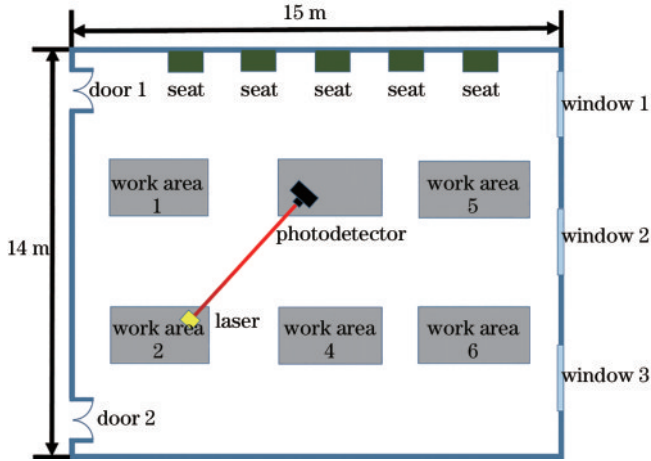 15 m
door 1
seat
seat
seat
seat
seat
window 1
work area
1
work area
5
14 m
photodetector
window 2
laser
work area
2
work area
4
work area
6
window 3
door 2